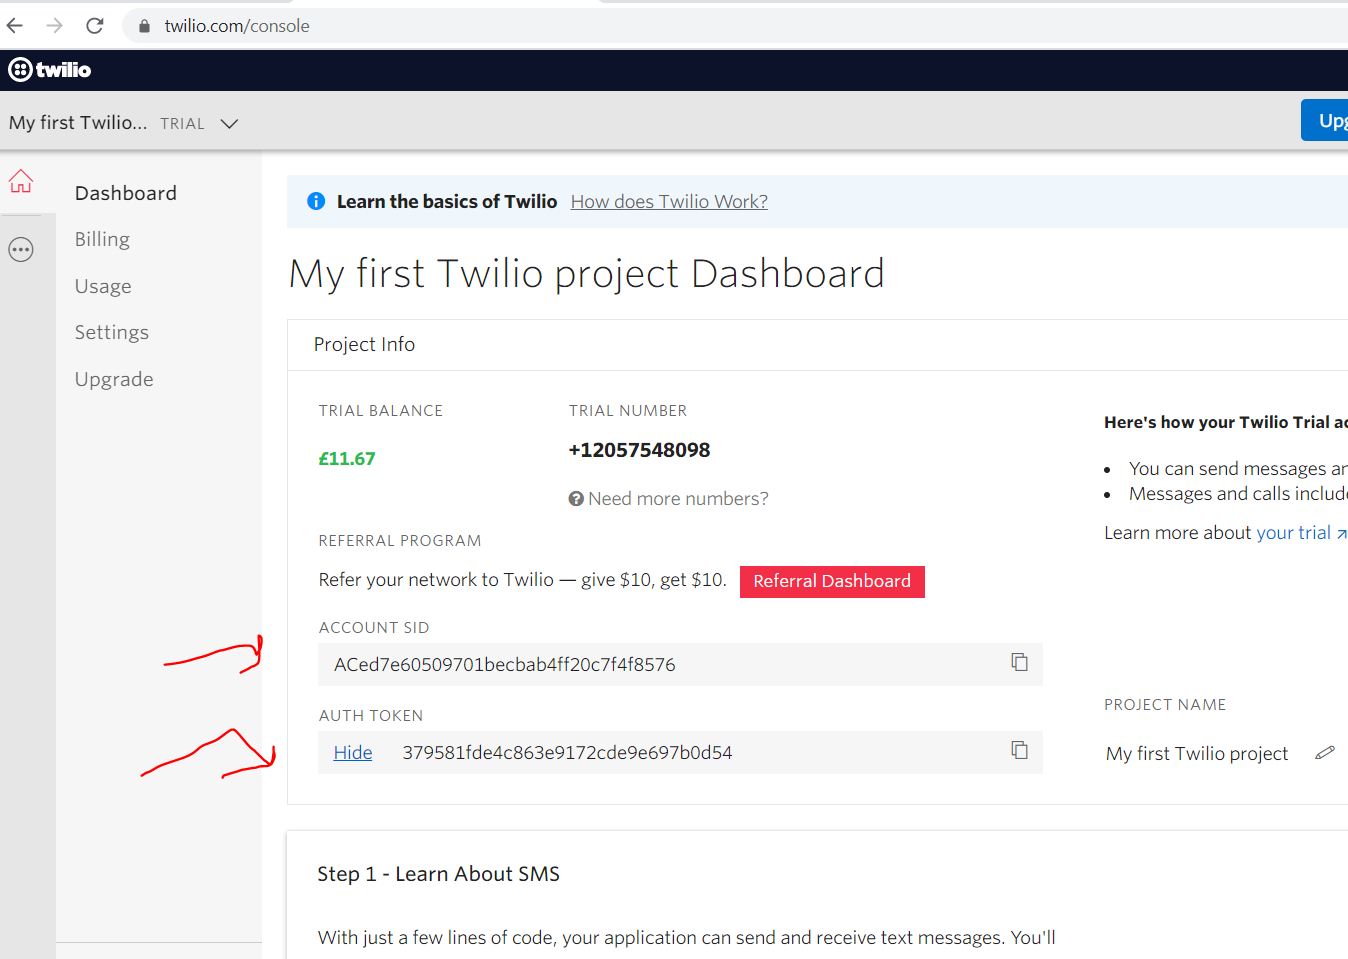 twilio.com/console
twilio
My first Twilio... TRIAL
Upg
Dashboard
Billing
Usage
Settings
Upgrade
Learn the basics of Twilio How does Twilio Work?
My first Twilio project Dashboard
Project Info
TRIAL BALANCE
£11.67
TRIAL NUMBER
+12057548098
Need more numbers?
REFERRAL PROGRAM
Refer your network to Twilio — give $10, get $10. Referral Dashboard
ACCOUNT SID
ACed7e60509701becbab4ff20c7f4f8576
AUTH TOKEN
Hide 379581fde4c863e9172cde9e697b0d54
Here's how your Twilio Trial ac
You can send messages an
Messages and calls include
Learn more about your trial
PROJECT NAME
My first Twilio project
Step 1 - Learn About SMS
With just a few lines of code, your application can send and receive text messages. You'll